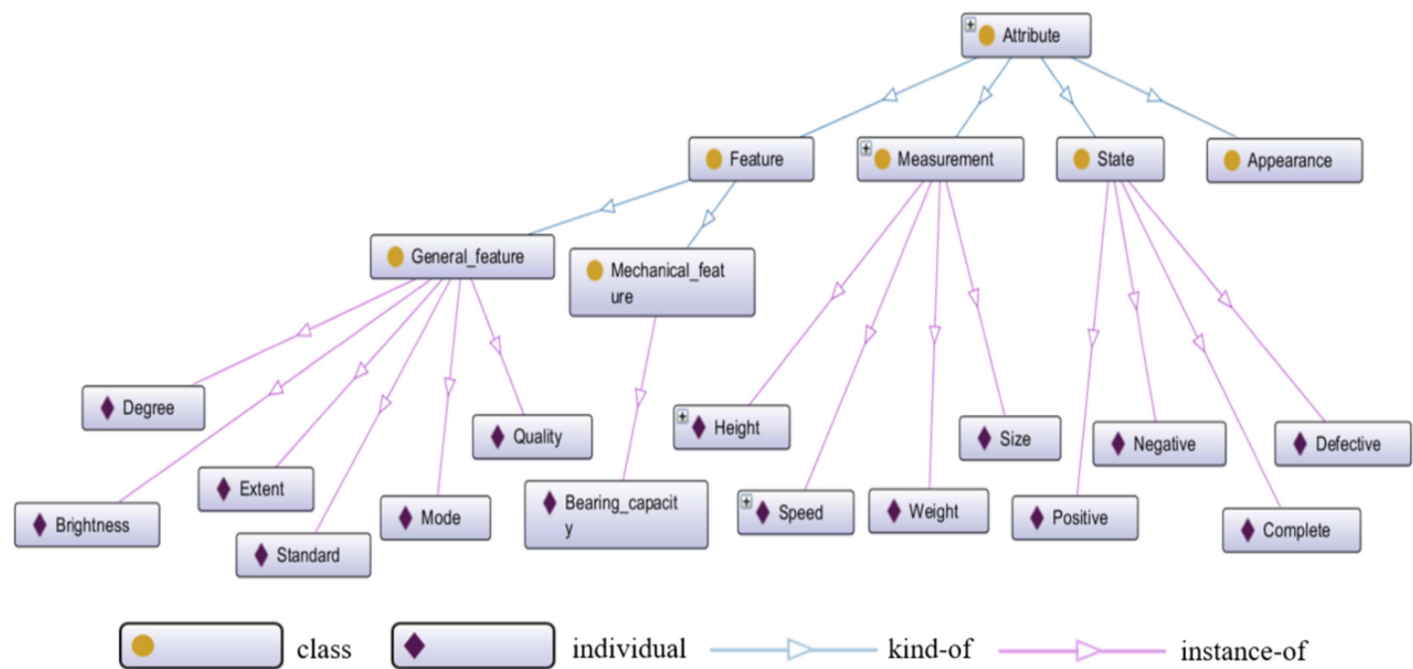 Attribute
Feature
Measurement
State
Appearance
General_feature
Mechanical_feat
ure
Degree
Brightness
Extent
Standard
Mode
Quality
Bearing_capacit
y
Height
Speed
Weight
Size
Positive
Negative
Complete
Defective
class
individual
kind-of
instance-of